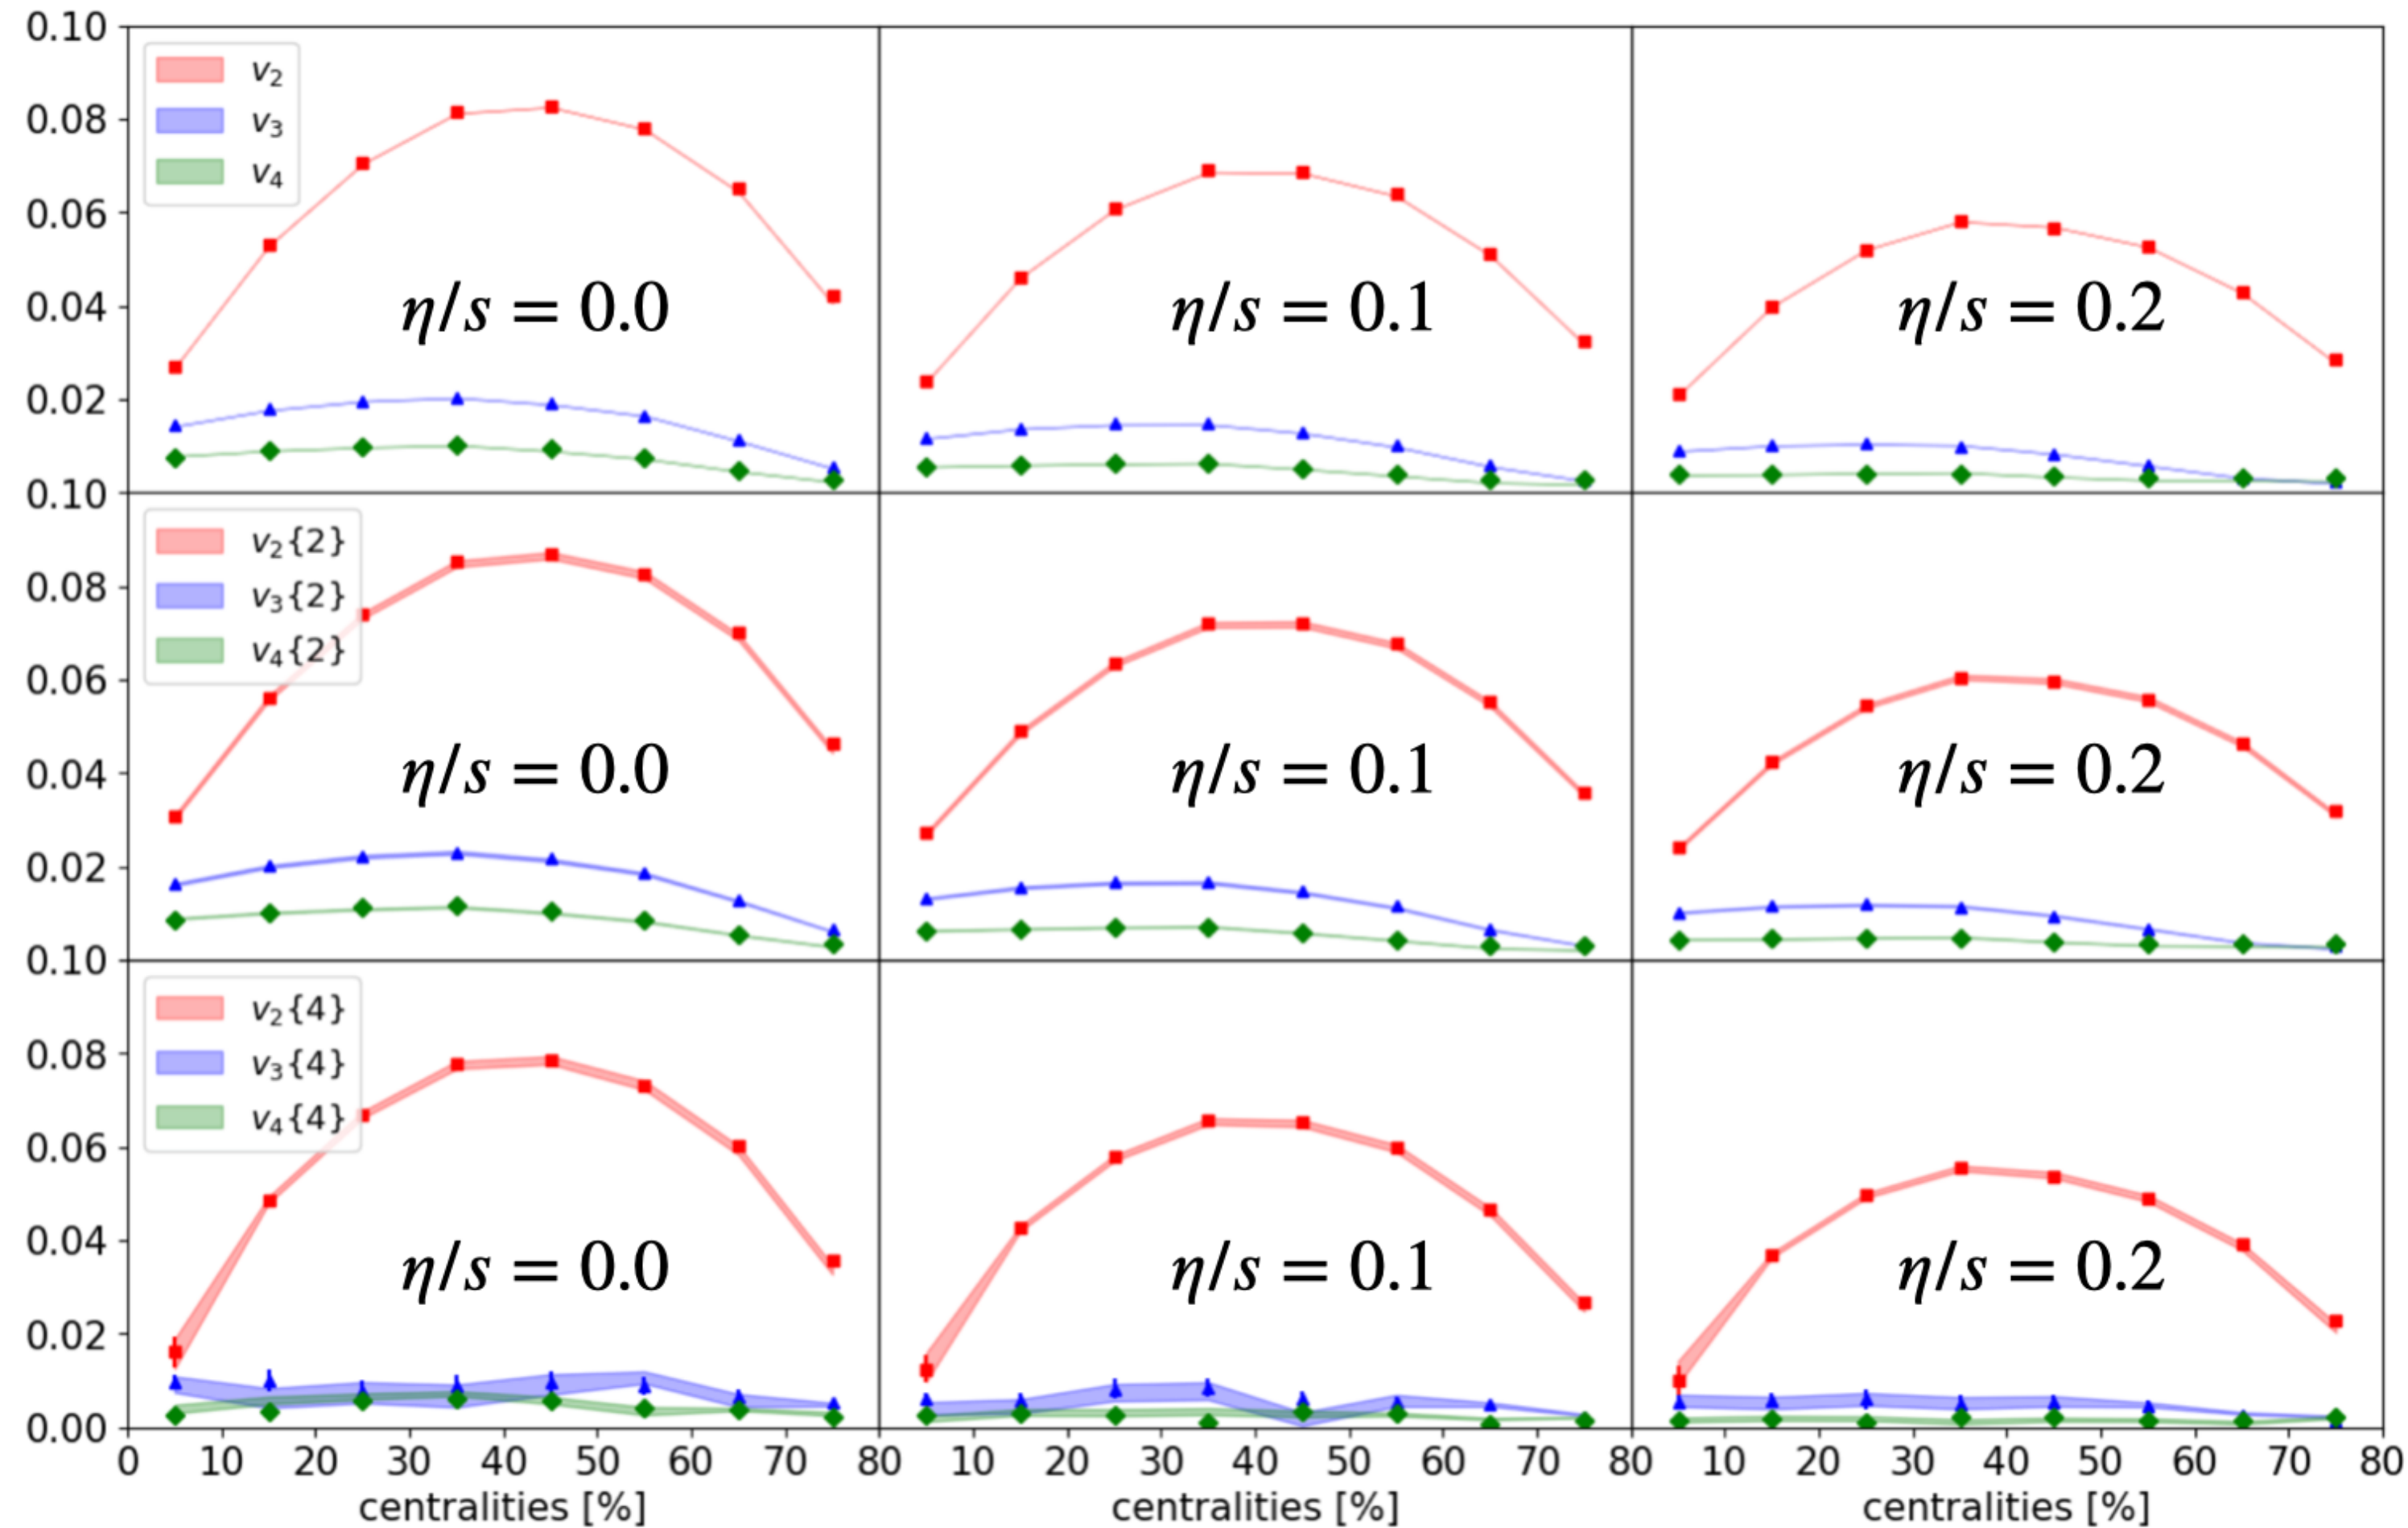 0.10
v₂
v₃
v₄
0.08
0.06
0.04
0.02
η/s = 0.0
η/s = 0.1
η/s = 0.2
0.10
v₂{2}
v₃{2}
v₄{2}
0.08
0.06
0.04
0.02
η/s = 0.0
η/s = 0.1
η/s = 0.2
0.10
v₂{4}
v₃{4}
v₄{4}
0.08
0.06
0.04
0.02
0.00
η/s = 0.0
η/s = 0.1
η/s = 0.2
0 10 20 30 40 50 60 70 80 10 20 30 40 50 60 70 80 10 20 30 40 50 60 70 80
centralities [%] centralities [%] centralities [%]